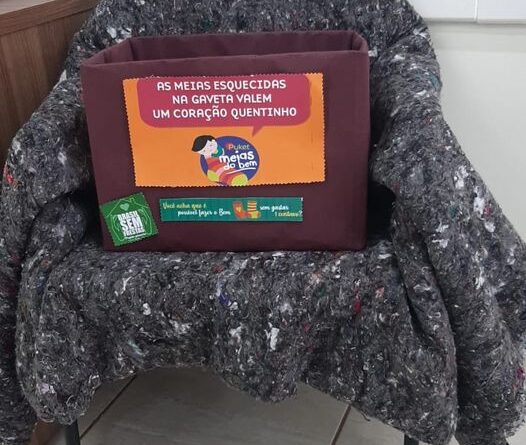 AS MEIAS ESQUECIDAS
NA GAVETA VALEM
UM CORAÇÃO QUENTINHO
Puket
meias
do bem
Você acha que é
possível fazer o Bem
sem gastar
1 centavo?
BRASIL
SEM
FRESTAS